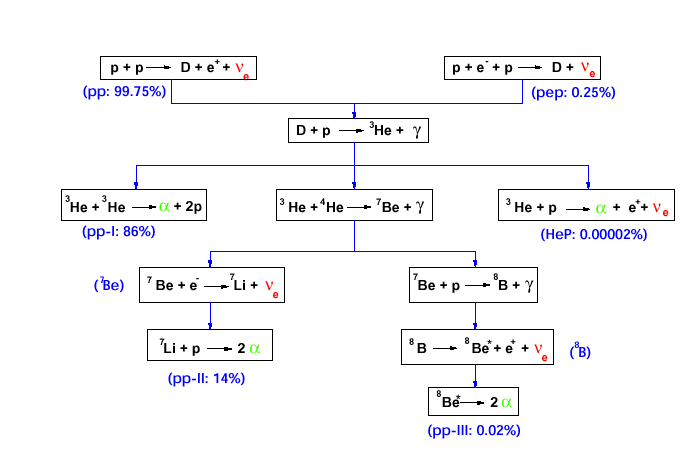 p + p → D + e⁺ + νₑ
p + e⁻ + p → D + νₑ
(pp: 99.75%)
(pep: 0.25%)
D + p → ³He + γ
³He + ³He → α + 2p
³He + ⁴He → ⁷Be + γ
³He + p → α + e⁺ + νₑ
(pp-I: 86%)
(HeP: 0.00002%)
(⁷Be)
⁷Be + e⁻ → ⁷Li + νₑ
⁷Be + p → ⁸B + γ
⁷Li + p → 2 α
⁸B → ⁸Be* + e⁺ + νₑ
(⁸B)
(pp-II: 14%)
⁸Be* → 2 α
(pp-III: 0.02%)